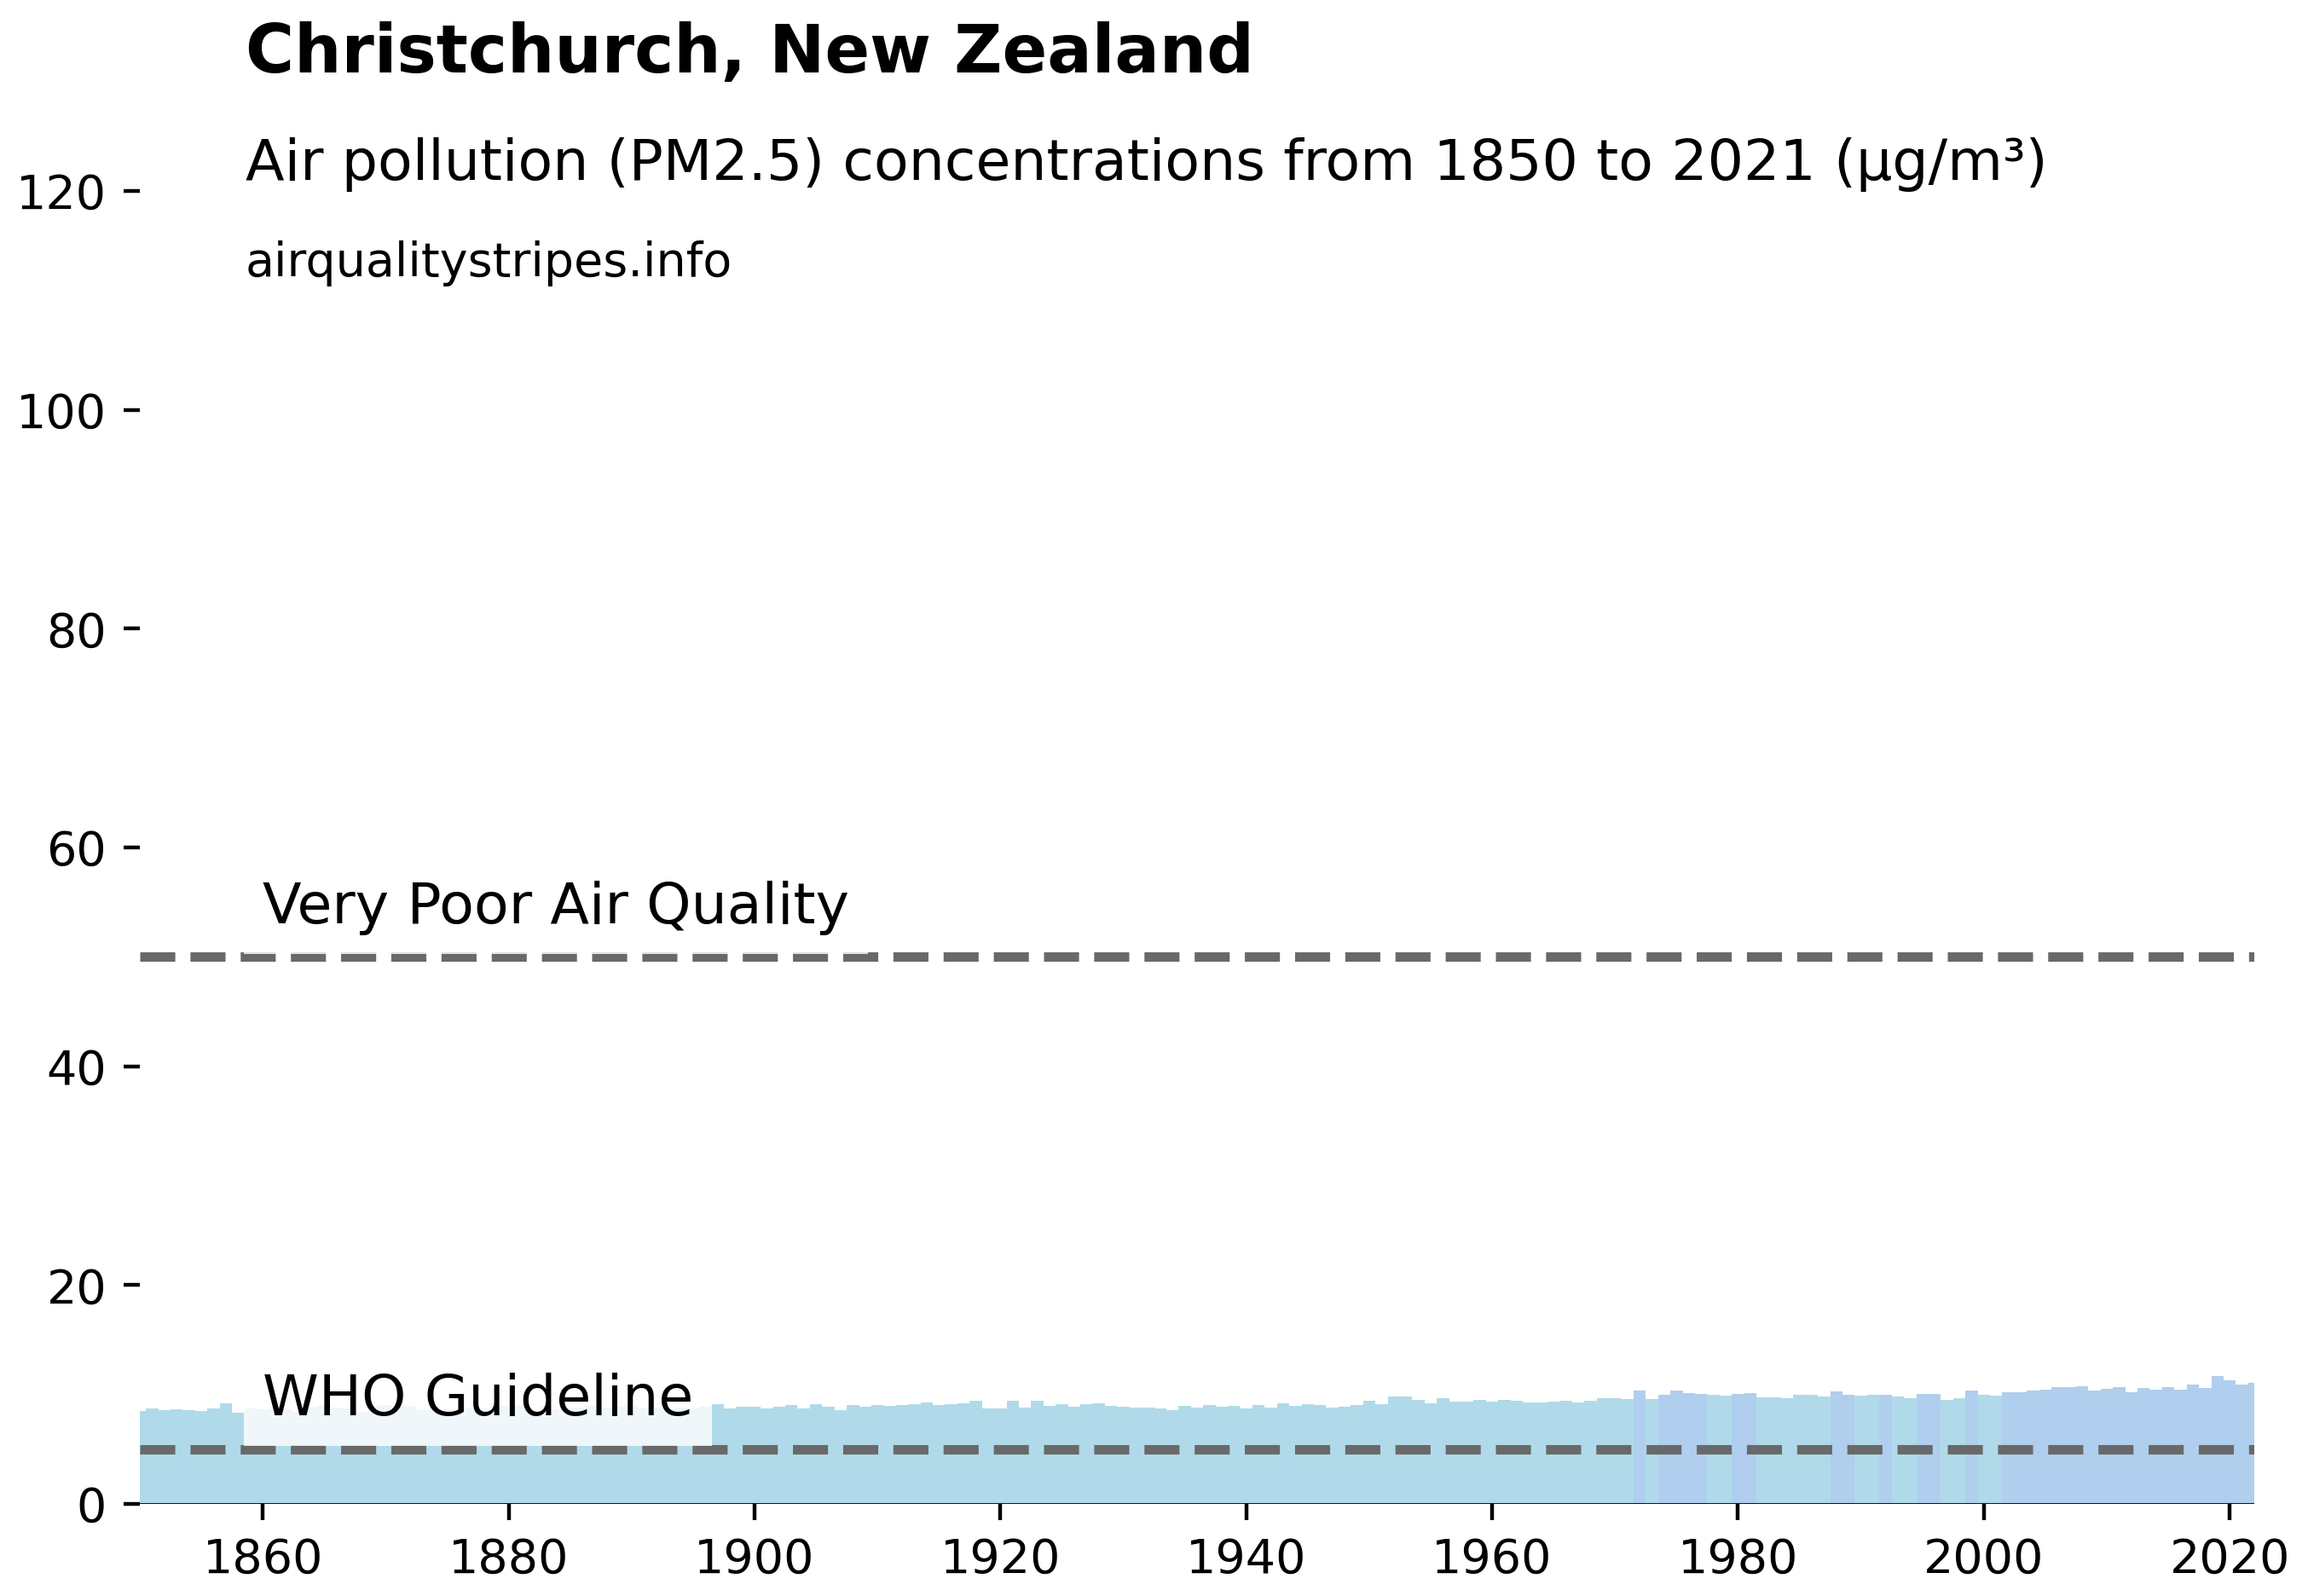 Christchurch, New Zealand
Air pollution (PM2.5) concentrations from 1850 to 2021 (µg/m³)
airqualitystripes.info
120
100
80
60
Very Poor Air Quality
40
20
WHO Guideline
0
1860 1880 1900 1920 1940 1960 1980 2000 2020